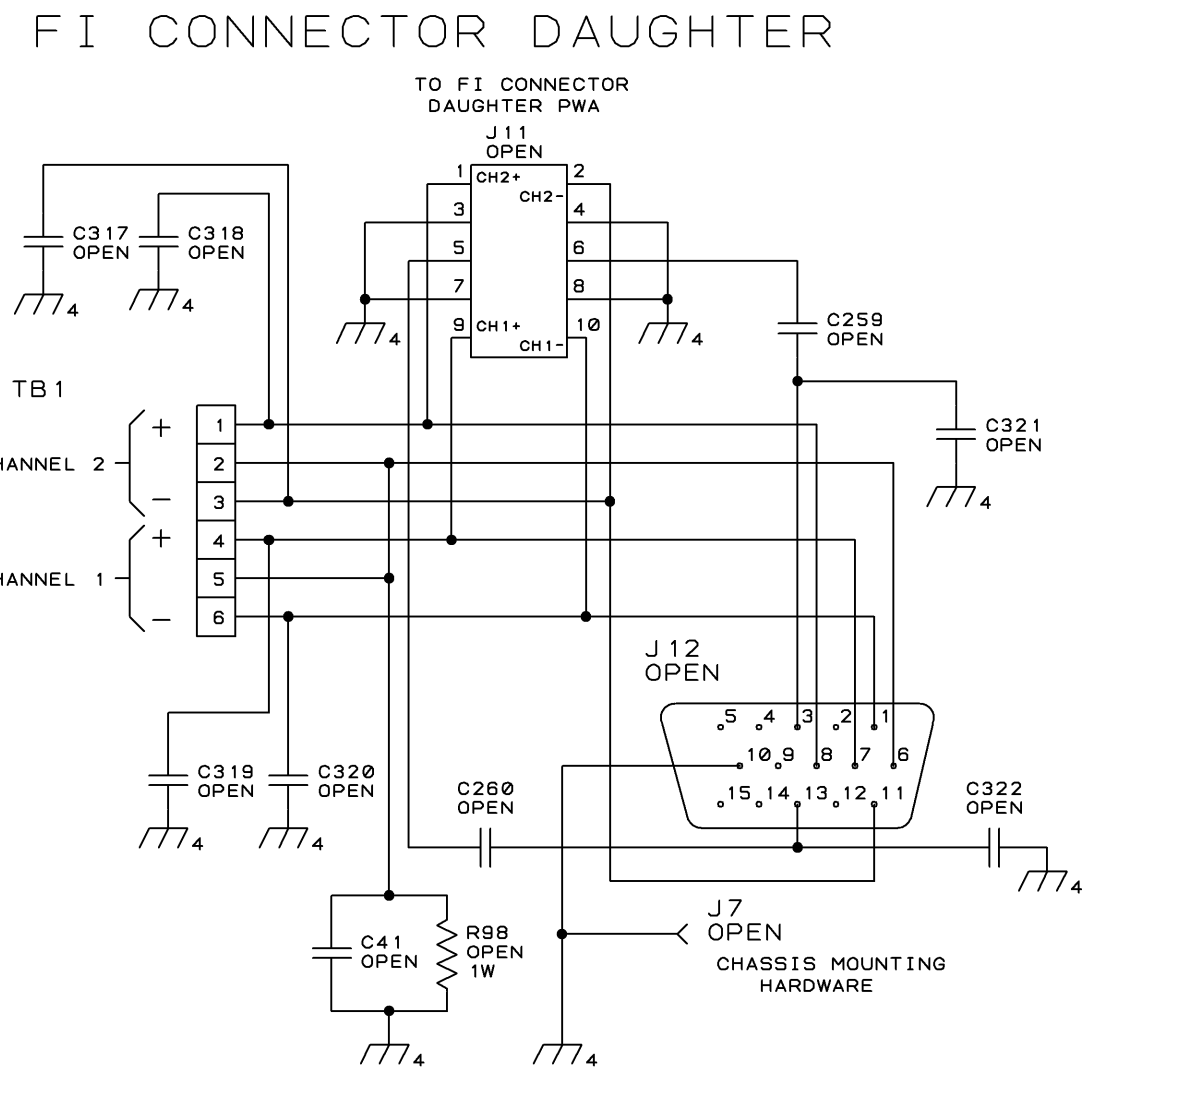 FI CONNECTOR DAUGHTER
TO FI CONNECTOR
DAUGHTER PWA
J11
OPEN
1 CH2+ 2
CH2-
3 4
5 6
7 8
9 CH1+ 10
CH1-
C317
OPEN
4
C318
OPEN
4
4
4
C259
OPEN
C321
OPEN
4
TB1
HANNEL 2
+
-
HANNEL 1
+
-
1
2
3
4
5
6
J12
OPEN
5 4 3 2 1
10 9 8 7 6
15 14 13 12 11
C319
OPEN
4
C320
OPEN
4
C260
OPEN
C322
OPEN
4
C41
OPEN
R98
OPEN
1W
4
J7
OPEN
CHASSIS MOUNTING
HARDWARE
4